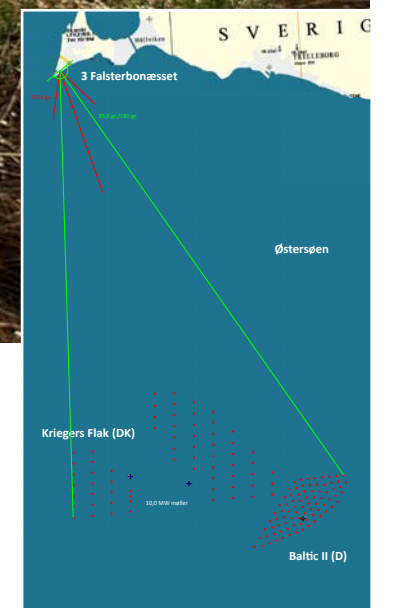 S V E R I G
TRELLEBORG
3 Falsterbonæsset
Østersøen
Kriegers Flak (DK)
10,0 MW møller
Baltic II (D)